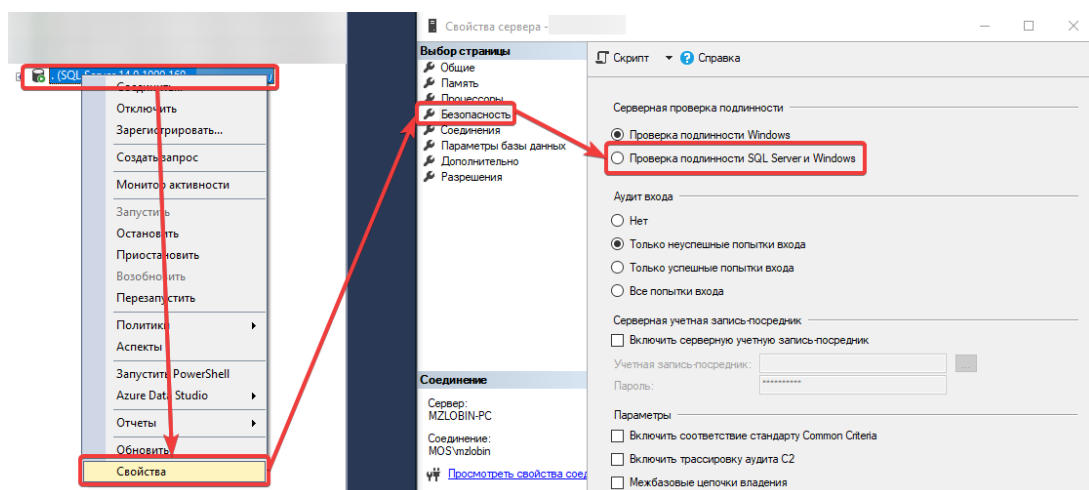 . (SQL Server 14.0.1000.169
Соединить...
Отключить
Зарегистрировать...
Создать запрос
Монитор активности
Запустить
Остановить
Приостановить
Возобновить
Перезапустить
Политики
Аспекты
Запустить PowerShell
Azure Data Studio
Отчеты
Обновить
Свойства
Свойства сервера -
Выбор страницы
Общие
Память
Процессоры
Безопасность
Соединения
Параметры базы данных
Дополнительно
Разрешения
Соединение
Сервер:
MZLOBIN-PC
Соединение:
MOS\mzlobin
Просмотреть свойства соед
Скрипт
Справка
Серверная проверка подлинности
Проверка подлинности Windows
Проверка подлинности SQL Server и Windows
Аудит входа
Нет
Только неуспешные попытки входа
Только успешные попытки входа
Все попытки входа
Серверная учетная запись-посредник
Включить серверную учетную запись-посредник
Учетная запись-посредник:
...
Пароль:
**********
Параметры
Включить соответствие стандарту Common Criteria
Включить трассировку аудита C2
Межбазовые цепочки владения